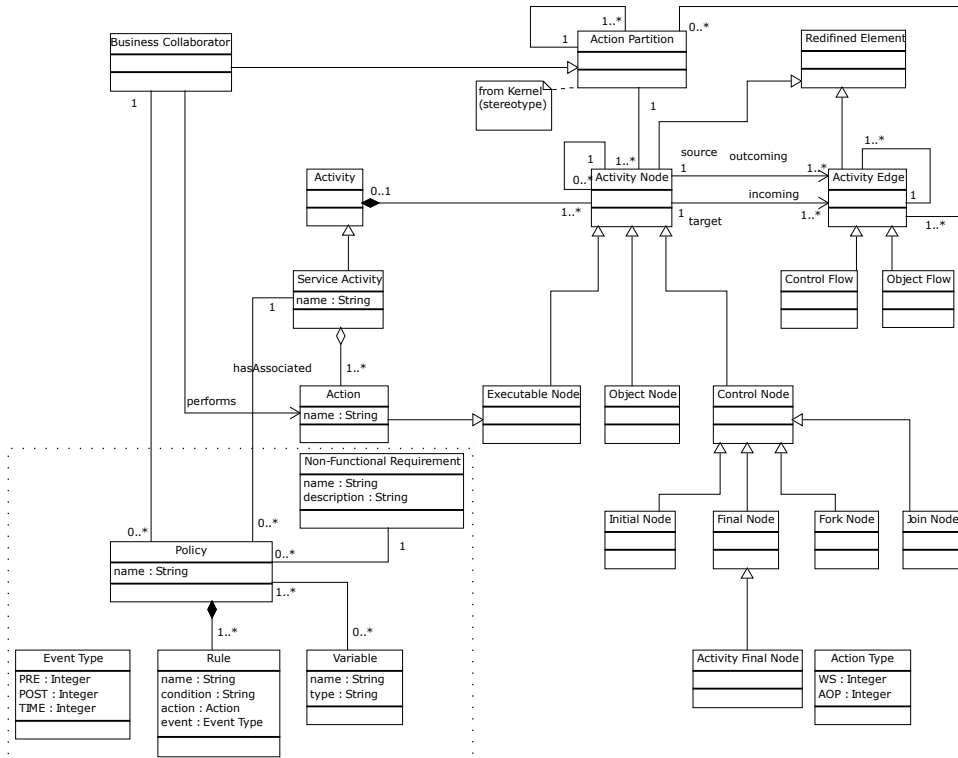 1..*
0..*
Business Collaborator
1
Action Partition
Redifined Element
from Kernel
(stereotype)
1
1
1..*
1
source
outcoming
1..*
1..*
Activity
0..1
0..*
Activity Node
1
Activity Edge
1..*
1
target
incoming
1..*
1
1..*
Service Activity
name : String
1
Control Flow
Object Flow
hasAssociated
1..*
performs
Action
name : String
Executable Node
Object Node
Control Node
Non-Functional Requirement
name : String
description : String
Initial Node
Final Node
Fork Node
Join Node
0..*
0..*
1
Policy
0..*
name : String
1..*
1..*
0..*
Event Type
PRE : Integer
POST : Integer
TIME : Integer
Rule
name : String
condition : String
action : Action
event : Event Type
Variable
name : String
type : String
Activity Final Node
Action Type
WS : Integer
AOP : Integer